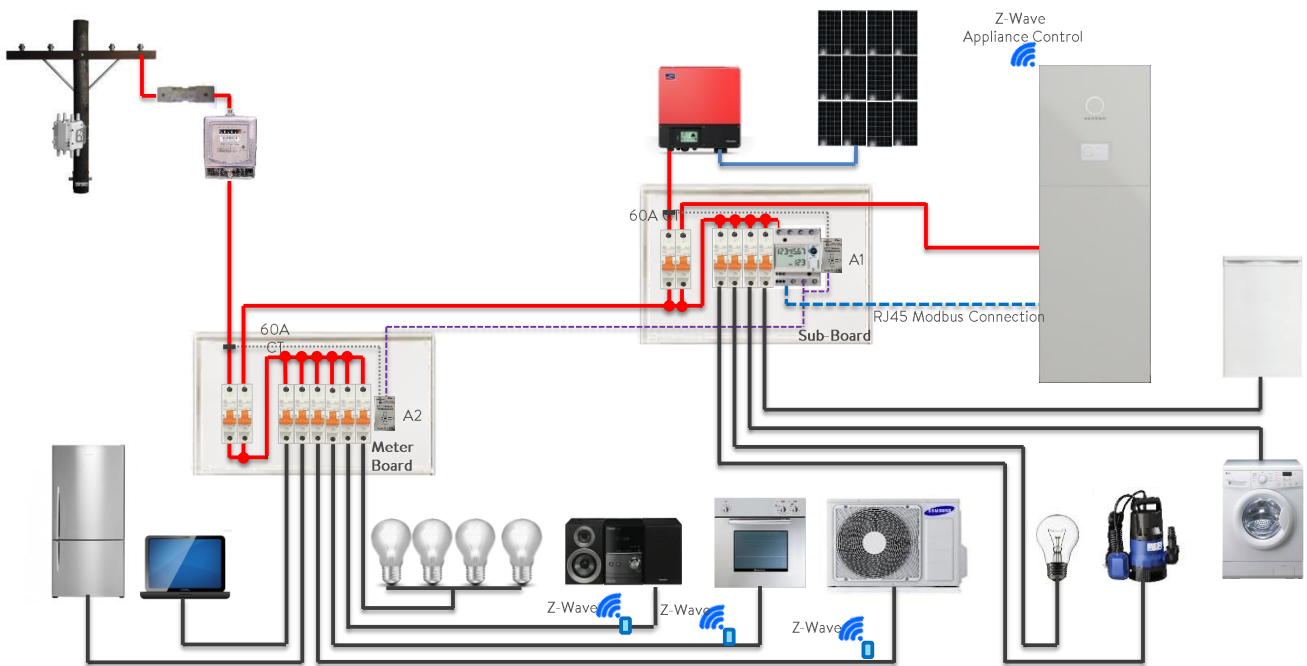 Z-Wave
Appliance Control
60A CT
A1
RJ45 Modbus Connection
Sub-Board
60A
CT
A2
Meter
Board
SAMSUNG
Z-Wave
Z-Wave
Z-Wave